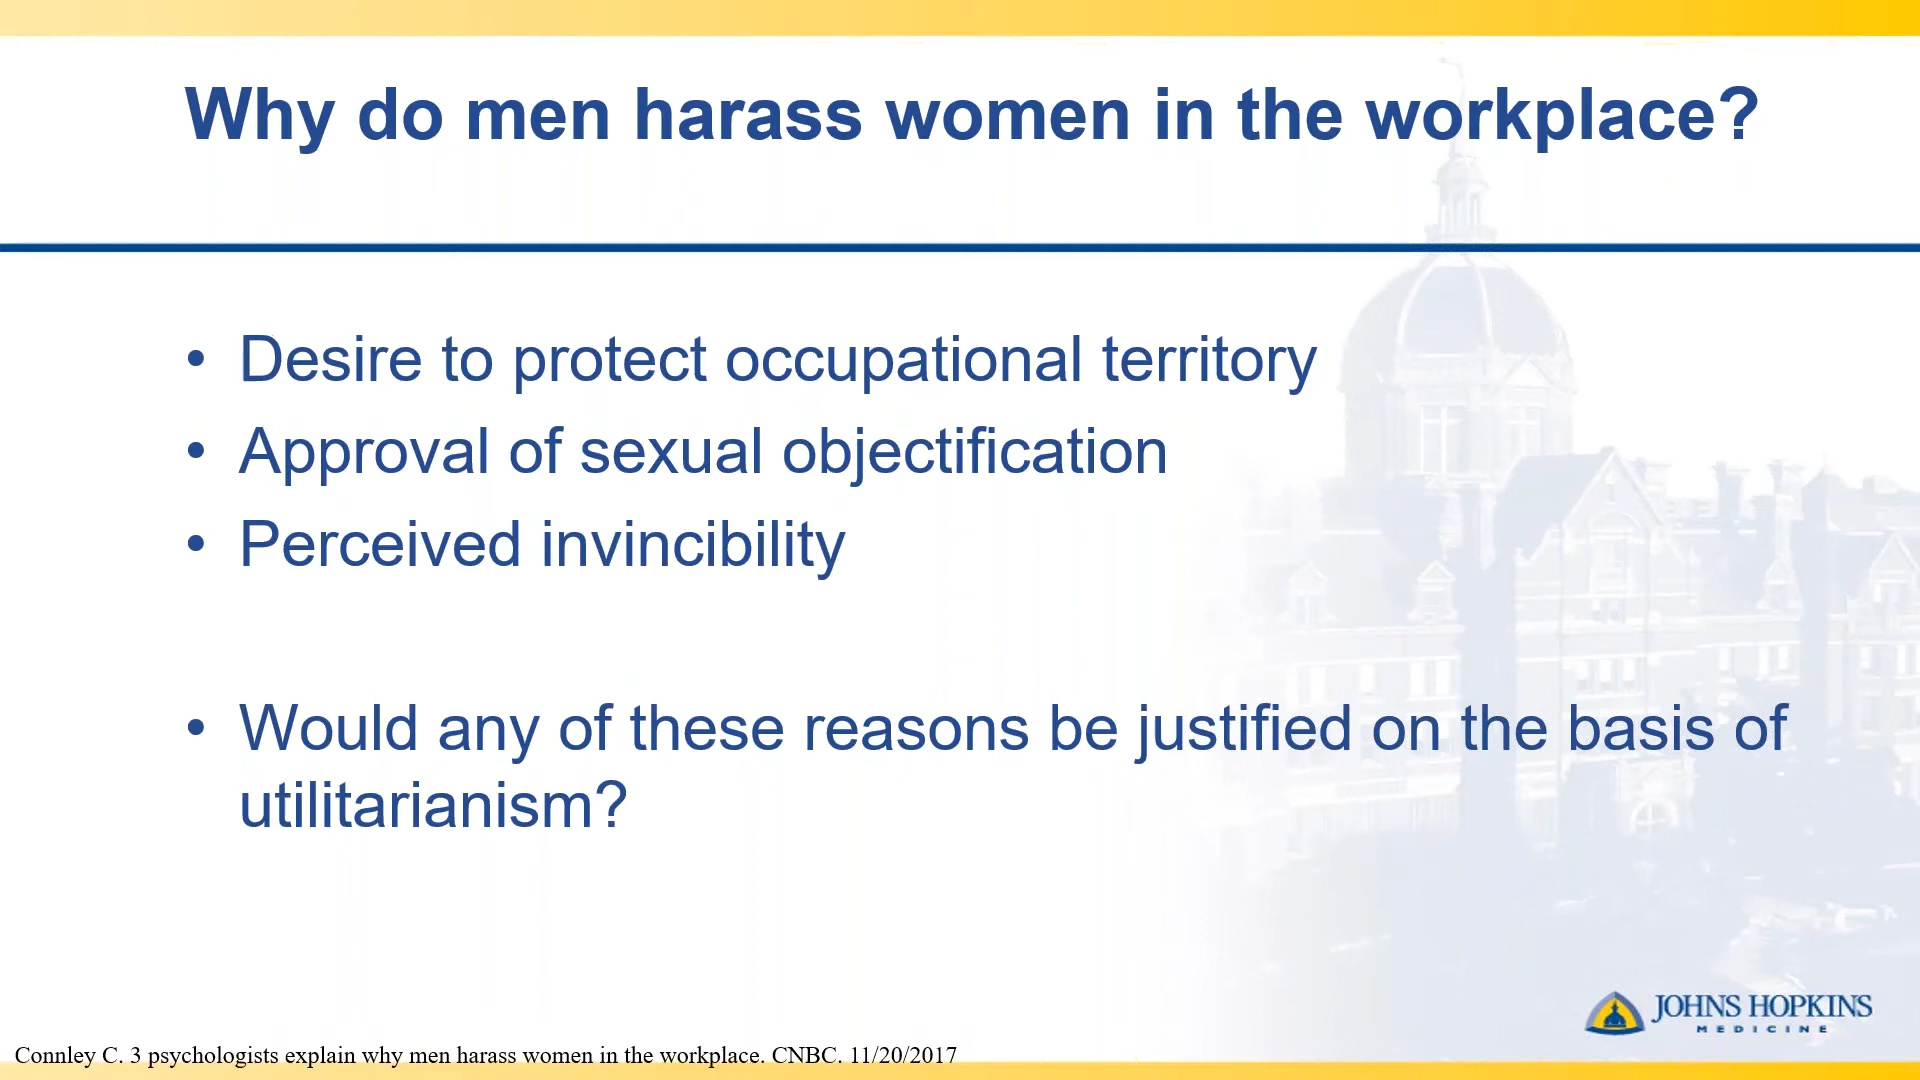 Why do men harass women in the workplace?
• Desire to protect occupational territory
• Approval of sexual objectification
• Perceived invincibility
• Would any of these reasons be justified on the basis of
utilitarianism?
JOHNS HOPKINS
MEDICINE
Connley C. 3 psychologists explain why men harass women in the workplace. CNBC. 11/20/2017